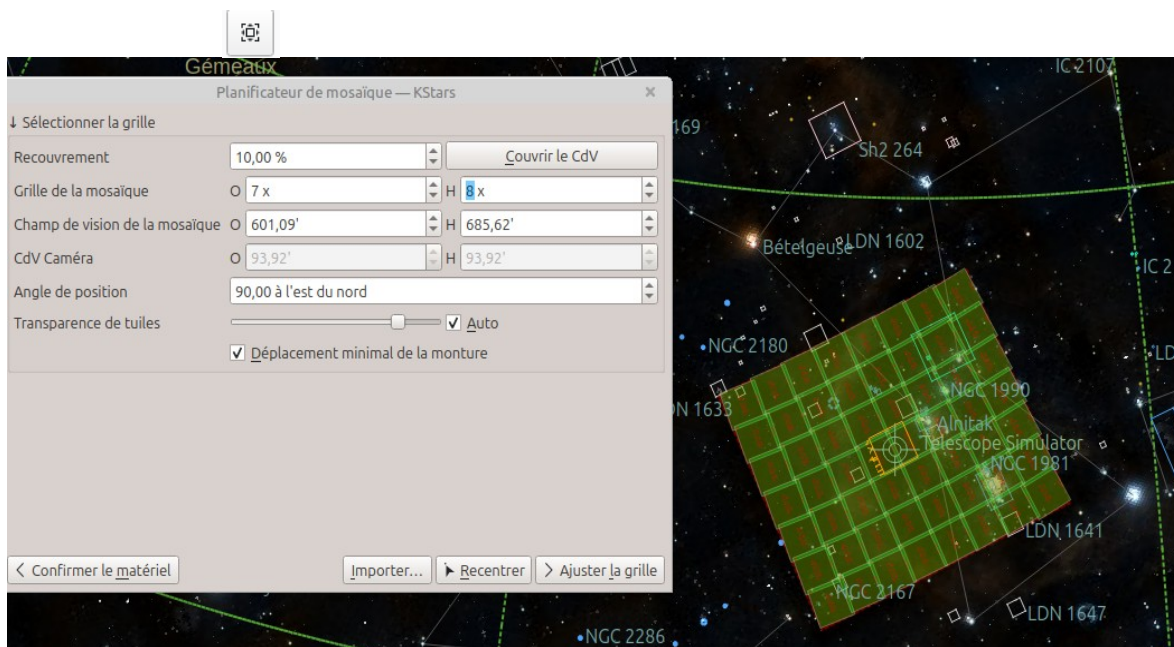 Gémeaux
IC 2107
Planificateur de mosaïque — KStars ×
↓ Sélectionner la grille
Recouvrement 10,00 % Couvrir le CdV
Grille de la mosaïque O 7 x H 8 x
Champ de vision de la mosaïque O 601,09' H 685,62'
CdV Caméra O 93,92' H 93,92'
Angle de position 90,00 à l'est du nord
Transparence de tuiles Auto
Déplacement minimal de la monture
< Confirmer le matériel Importer... Recentrer > Ajuster la grille
169
Sh2 264
Bételgeuse
LDN 1602
IC 2
NGC 2180
LD
NGC 1990
DN 1633
Alnitak
Telescope Simulator
NGC 1981
LDN 1641
NGC 2167
LDN 1647
NGC 2286